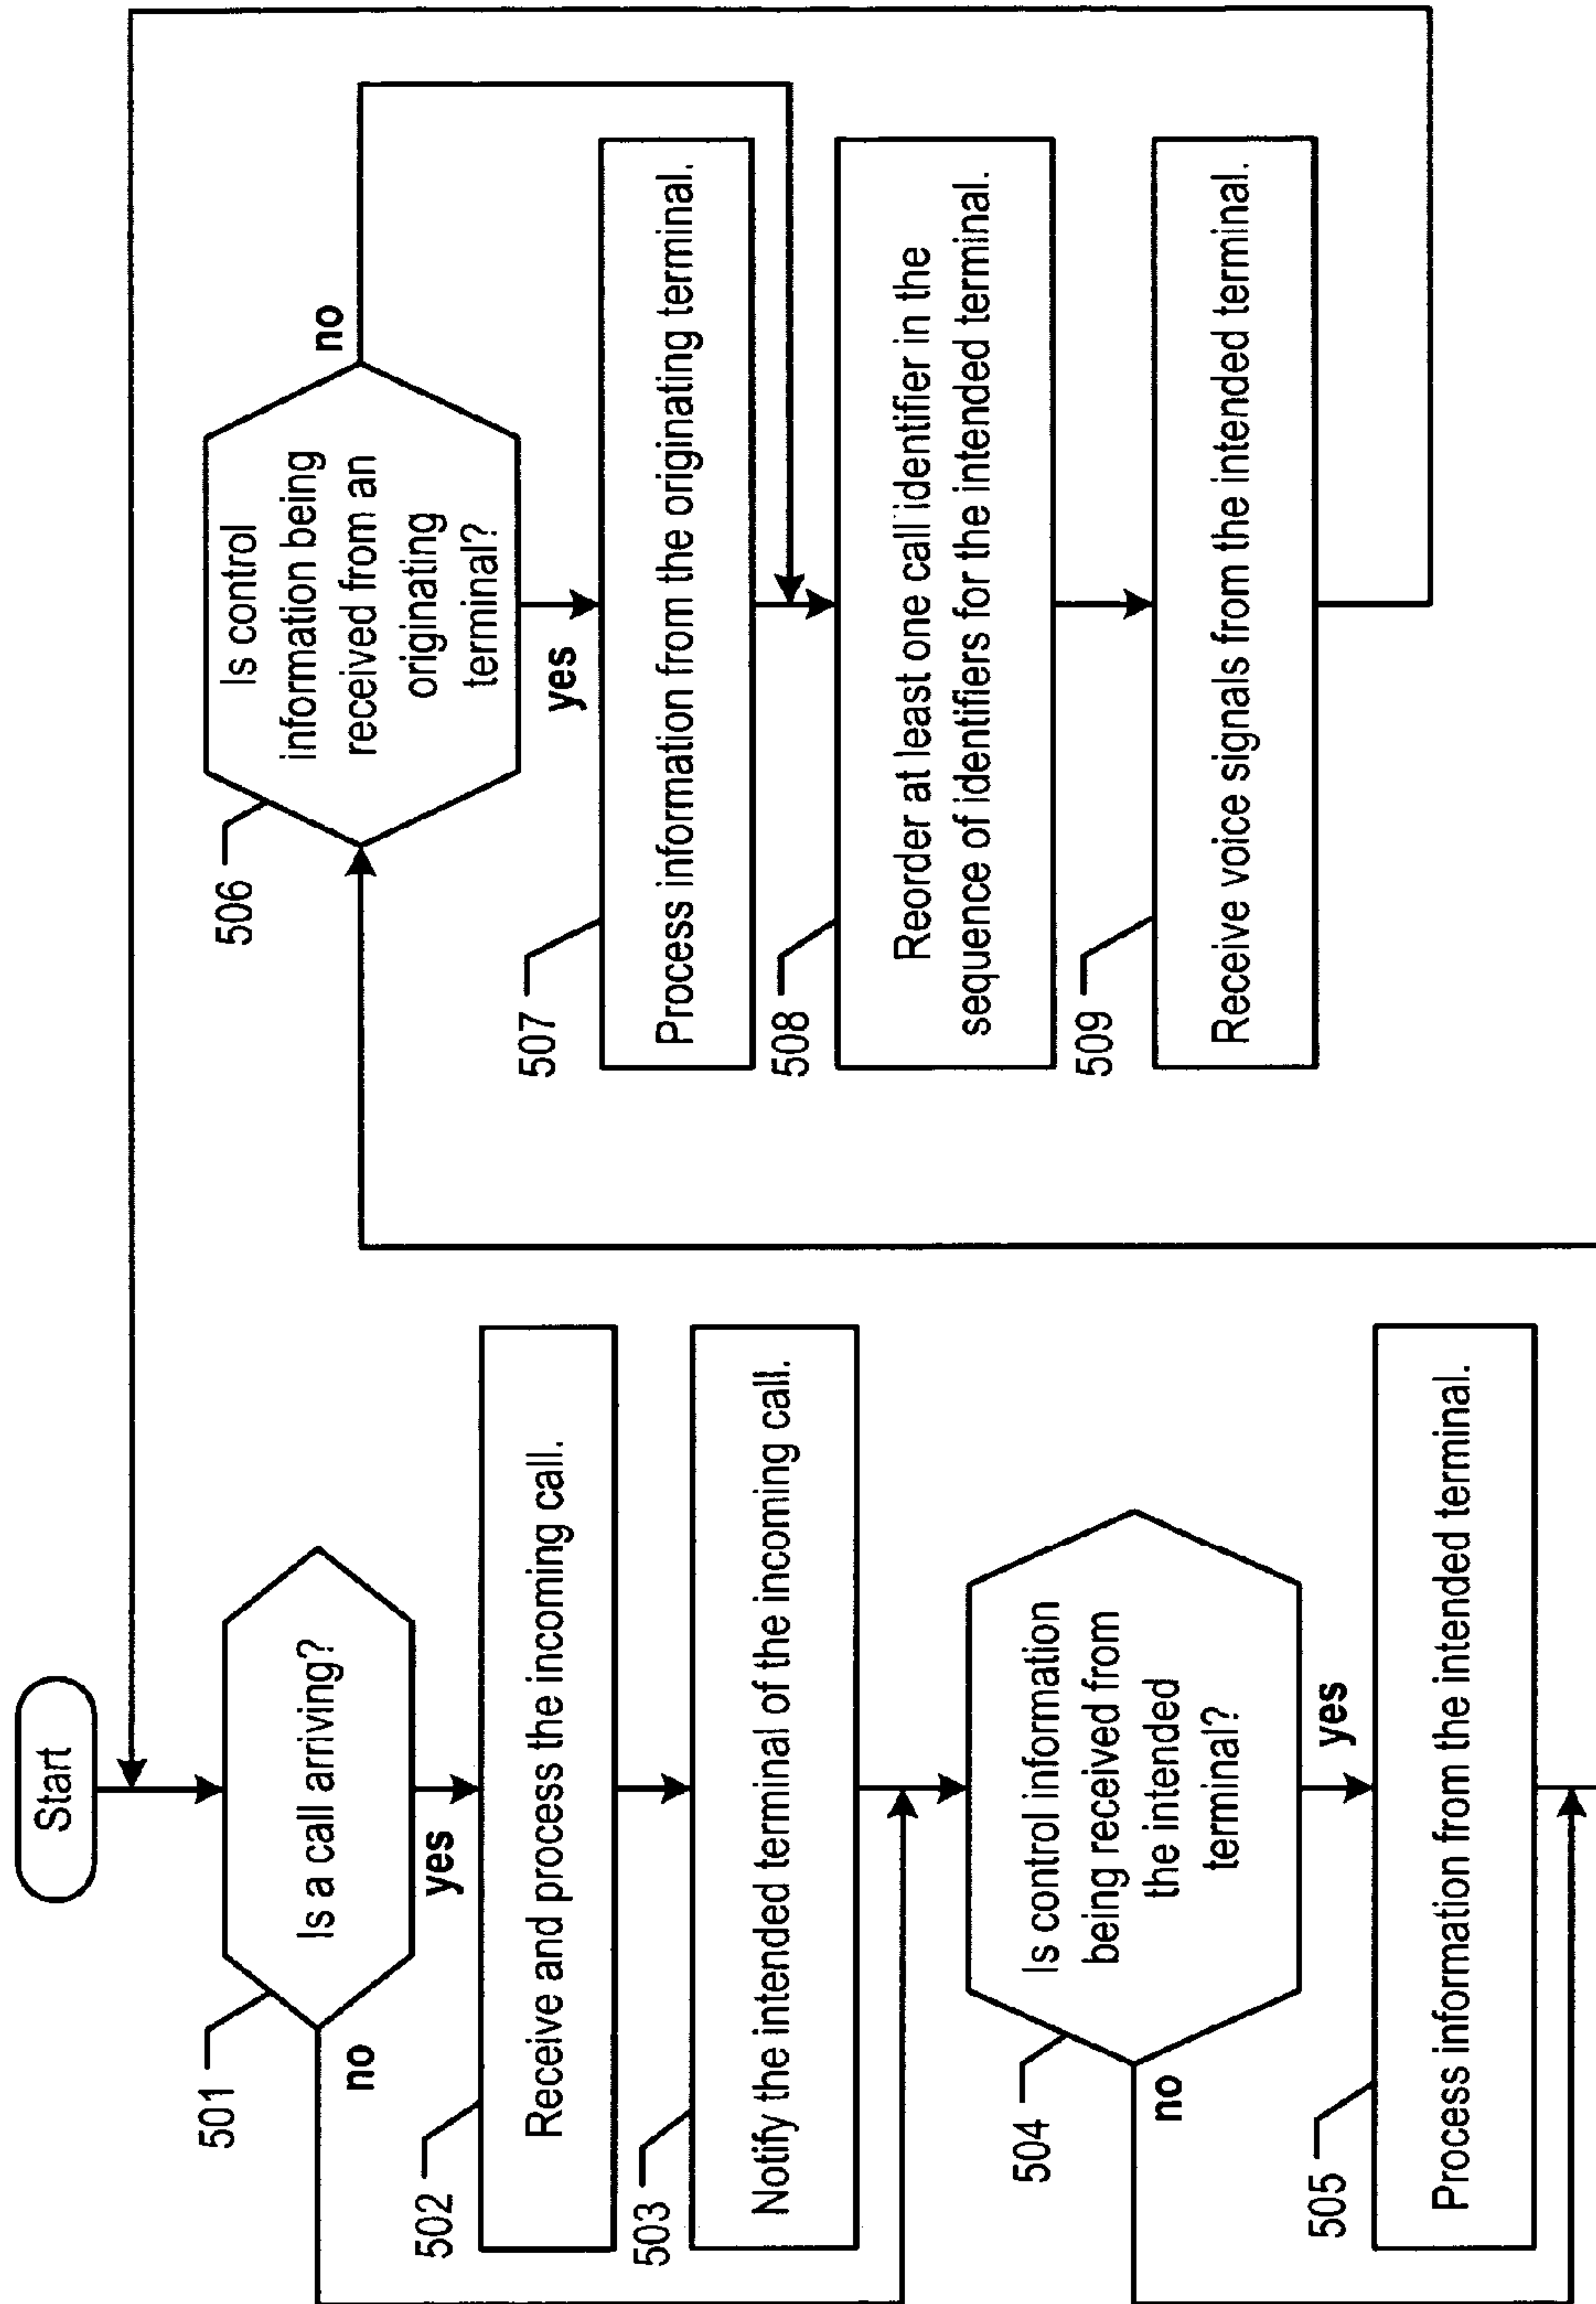 Start
501
Is a call arriving?
no
yes
502
Receive and process the incoming call.
503
Notify the intended terminal of the incoming call.
504
Is control information
being received from
the intended
terminal?
no
yes
505
Process information from the intended terminal.
506
Is control
information being
received from an
originating
terminal?
no
yes
507
Process information from the originating terminal.
508
Reorder at least one call identifier in the
sequence of identifiers for the intended terminal.
509
Receive voice signals from the intended terminal.